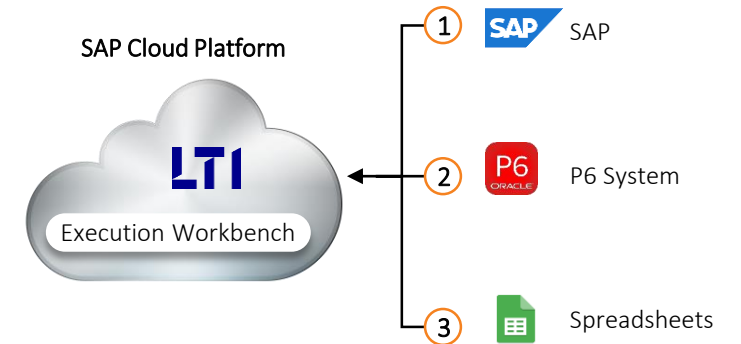 SAP Cloud Platform
LTI
Execution Workbench
1
SAP
SAP
2
P6
ORACLE
P6 System
3
Spreadsheets